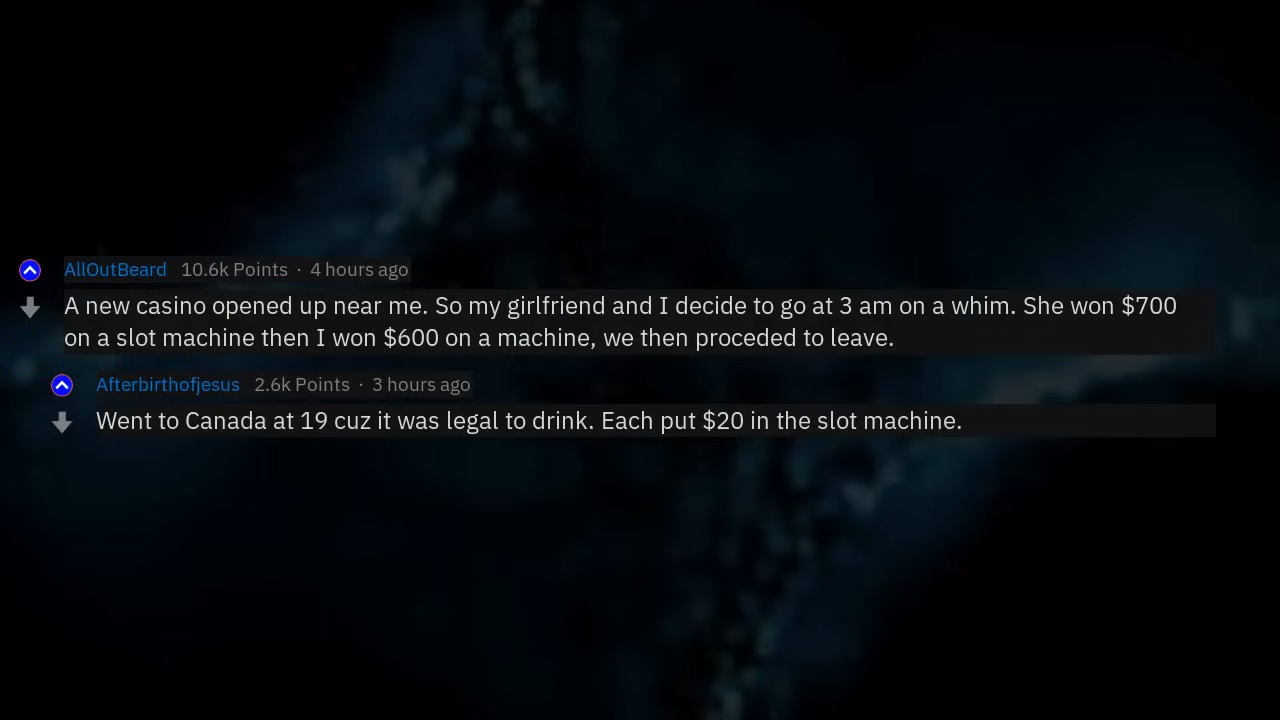 AllOutBeard 10.6k Points · 4 hours ago
A new casino opened up near me. So my girlfriend and I decide to go at 3 am on a whim. She won $700
on a slot machine then I won $600 on a machine, we then proceded to leave.
Afterbirthofjesus 2.6k Points · 3 hours ago
Went to Canada at 19 cuz it was legal to drink. Each put $20 in the slot machine.